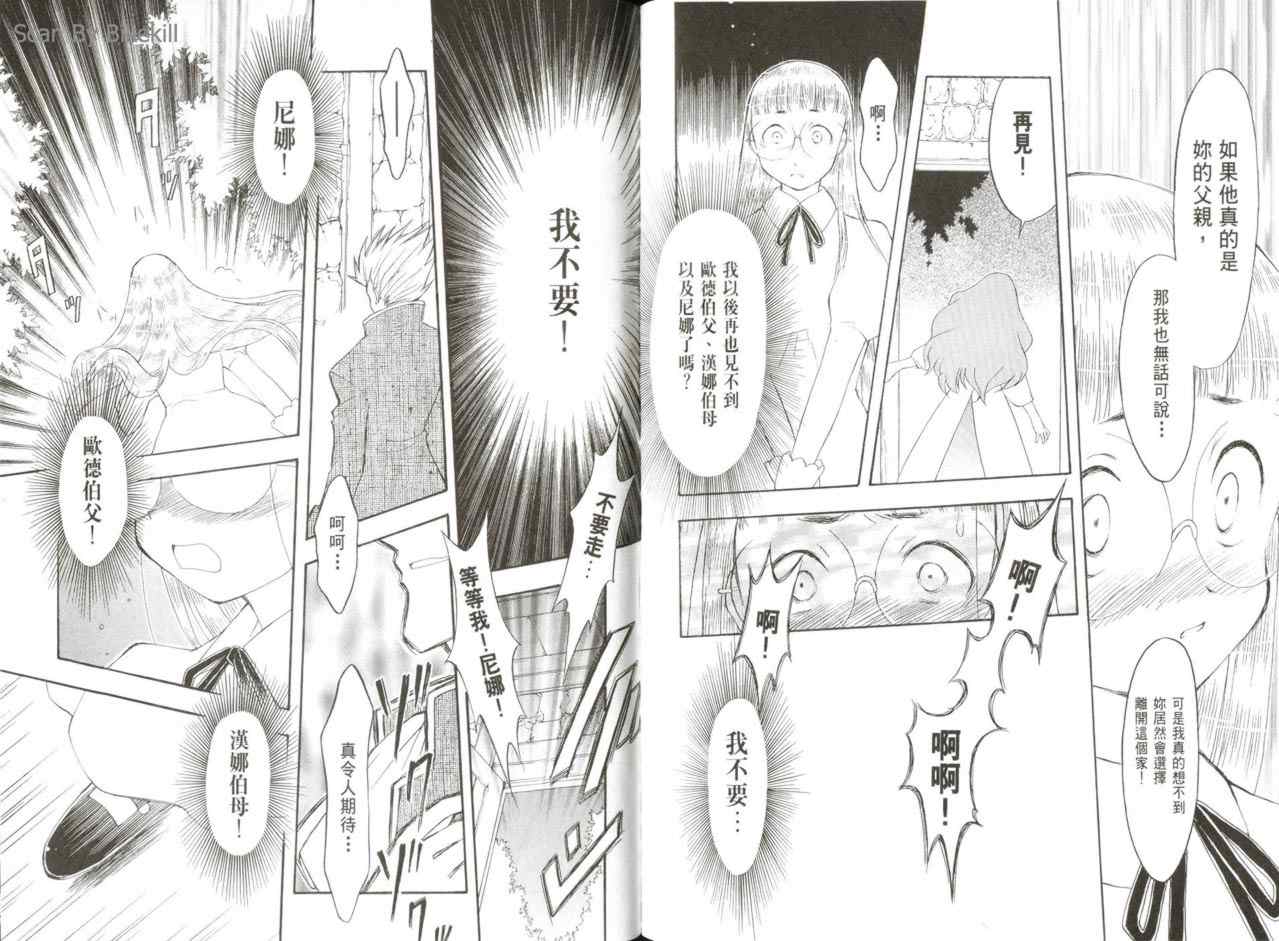 如果他真的是
妳的父親，
那我也無話可說…
可是我真的想不到
妳居然會選擇
離開這個家！
再見！
啊…
我以後再也見不到
歐德伯父、漢娜伯母
以及尼娜了嗎？
啊！
啊！
啊啊！
我不要…
我不要！
不要走…
等等我！尼娜！
尼娜！
呵呵…
真令人期待…
歐德伯父！
漢娜伯母！
Scan By Bluekill